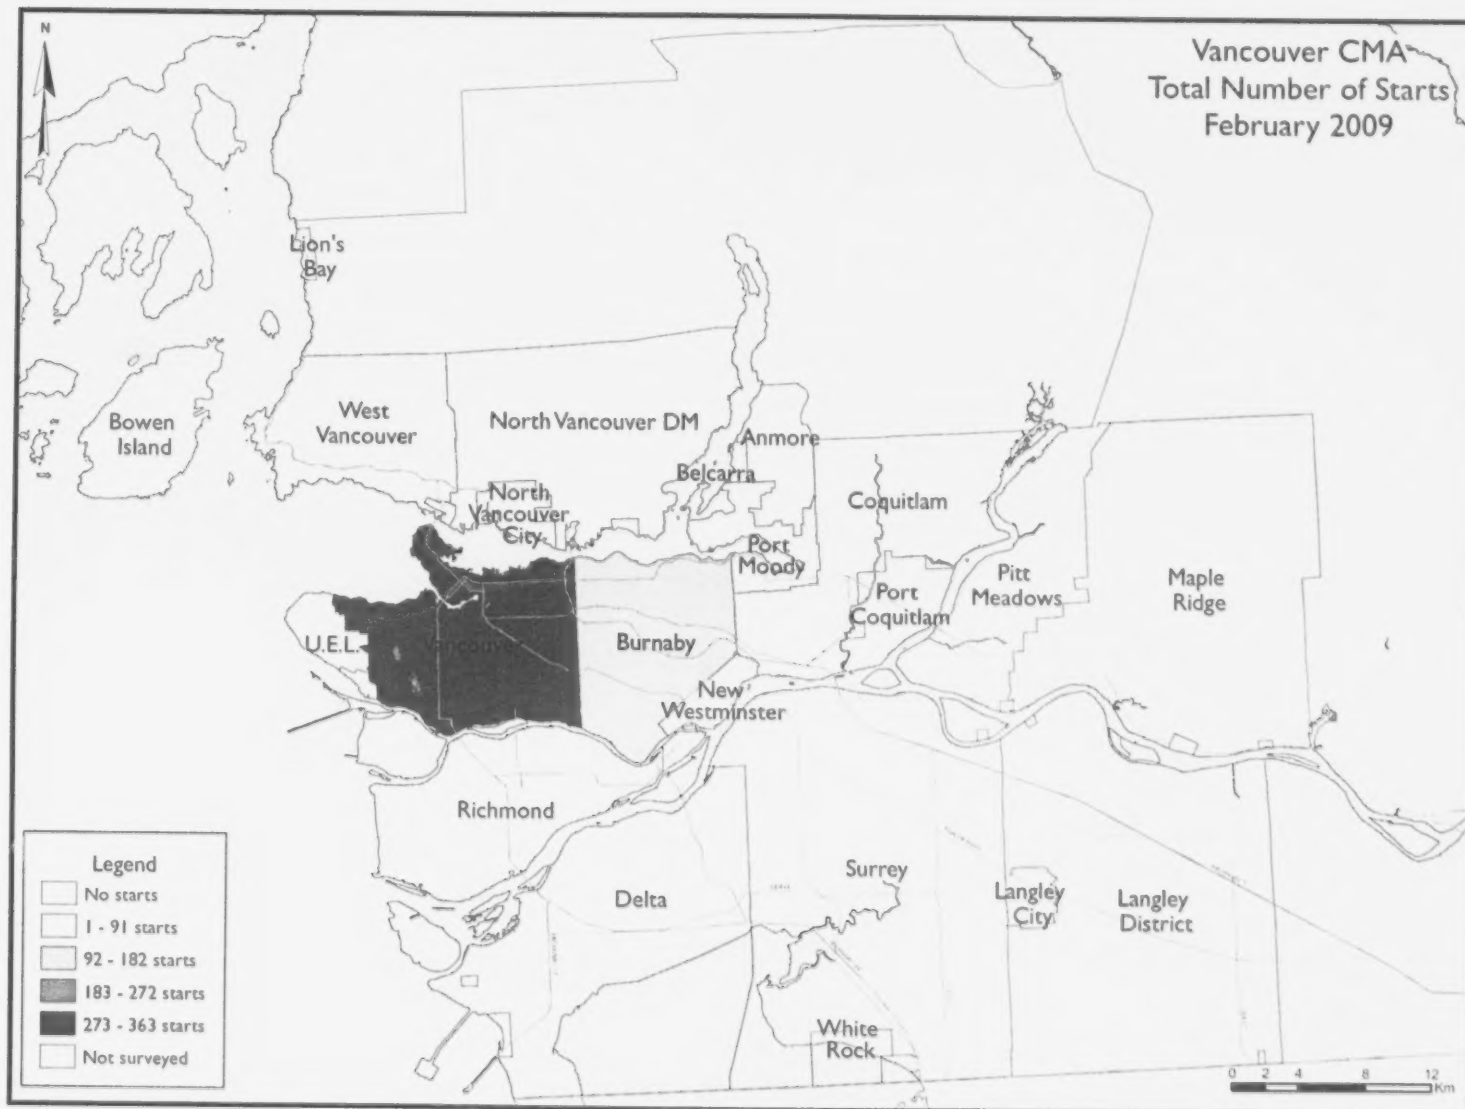 N
Vancouver CMA
Total Number of Starts
February 2009
Lion's
Bay
Bowen
Island
West
Vancouver
North Vancouver DM
Anmore
Belcarra
North
Vancouver
City
Coquitlam
Port
Moody
Port
Coquitlam
Pitt
Meadows
Maple
Ridge
U.E.L.
Vancouver
Burnaby
New
Westminster
Richmond
Delta
Surrey
Langley
City
Langley
District
White
Rock
Legend
No starts
1 - 91 starts
92 - 182 starts
183 - 272 starts
273 - 363 starts
Not surveyed
0 2 4 8 12
Km